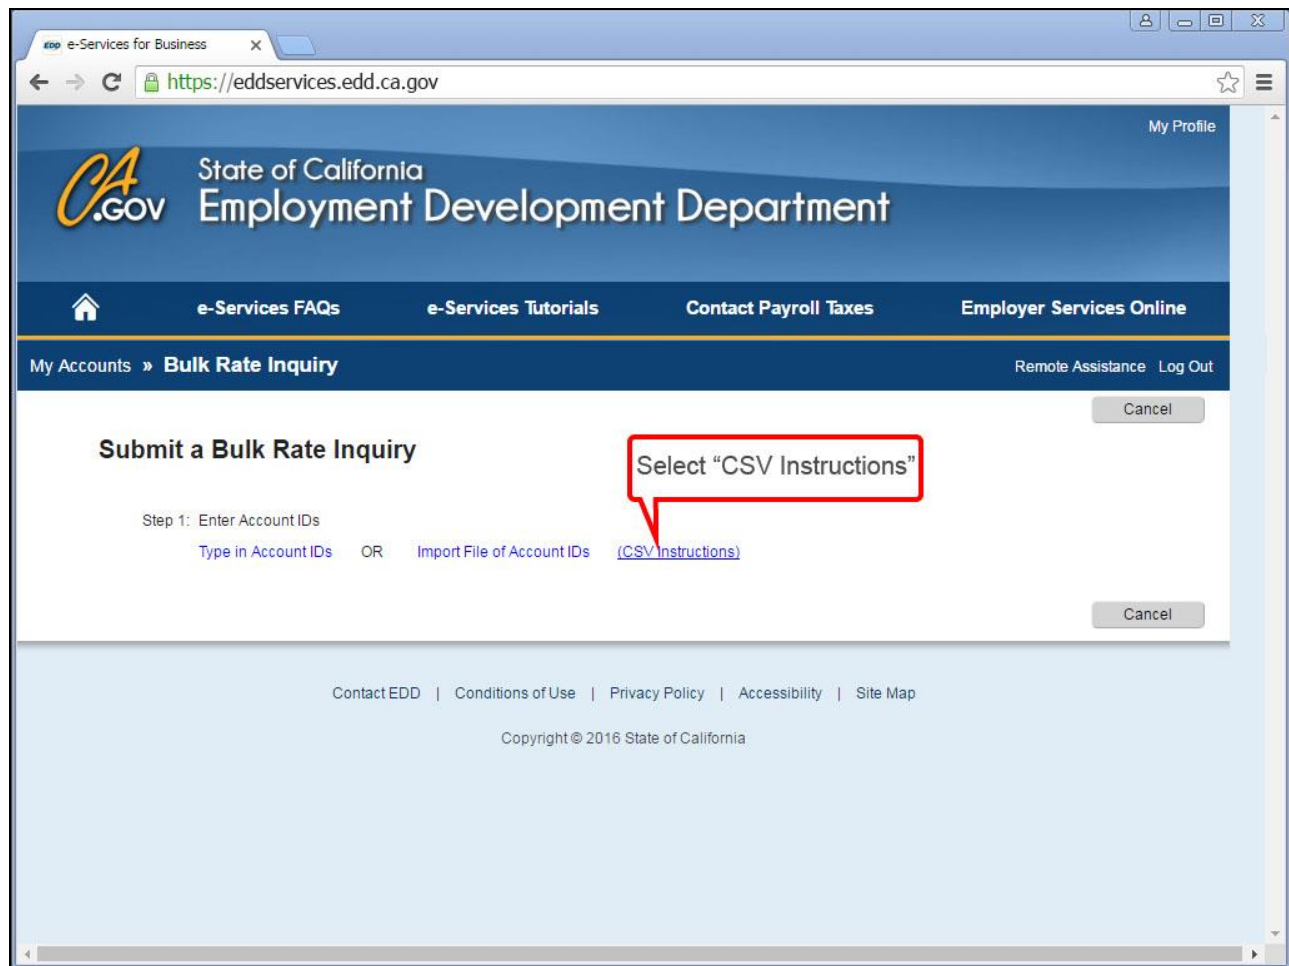 EDD e-Services for Business
https://eddservices.edd.ca.gov
My Profile
CA.GOV
State of California
Employment Development Department
e-Services FAQs
e-Services Tutorials
Contact Payroll Taxes
Employer Services Online
My Accounts » Bulk Rate Inquiry
Remote Assistance Log Out
Cancel
Submit a Bulk Rate Inquiry
Select “CSV Instructions”
Step 1: Enter Account IDs
Type in Account IDs OR Import File of Account IDs (CSV Instructions)
Cancel
Contact EDD | Conditions of Use | Privacy Policy | Accessibility | Site Map
Copyright © 2016 State of California